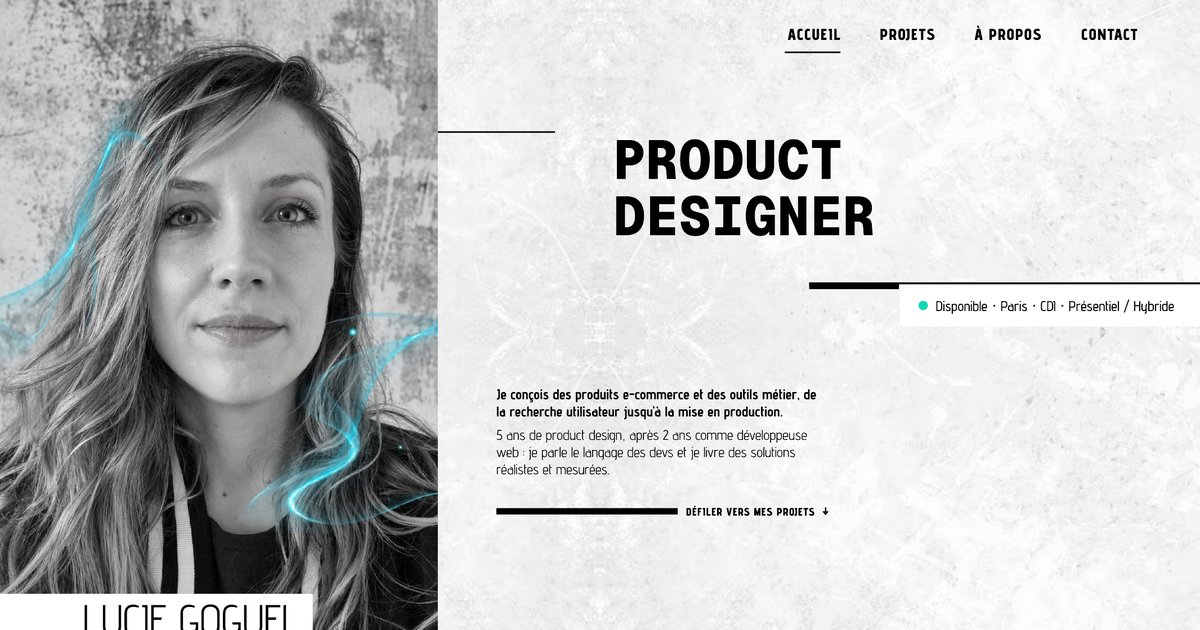 ACCUEIL PROJETS À PROPOS CONTACT
PRODUCT
DESIGNER
Disponible · Paris · CDI · Présentiel / Hybride
Je conçois des produits e-commerce et des outils métier, de
la recherche utilisateur jusqu'à la mise en production.
5 ans de product design, après 2 ans comme développeuse
web : je parle le langage des devs et je livre des solutions
réalistes et mesurées.
DÉFILER VERS MES PROJETS ↓
LUCIE GOGUEL